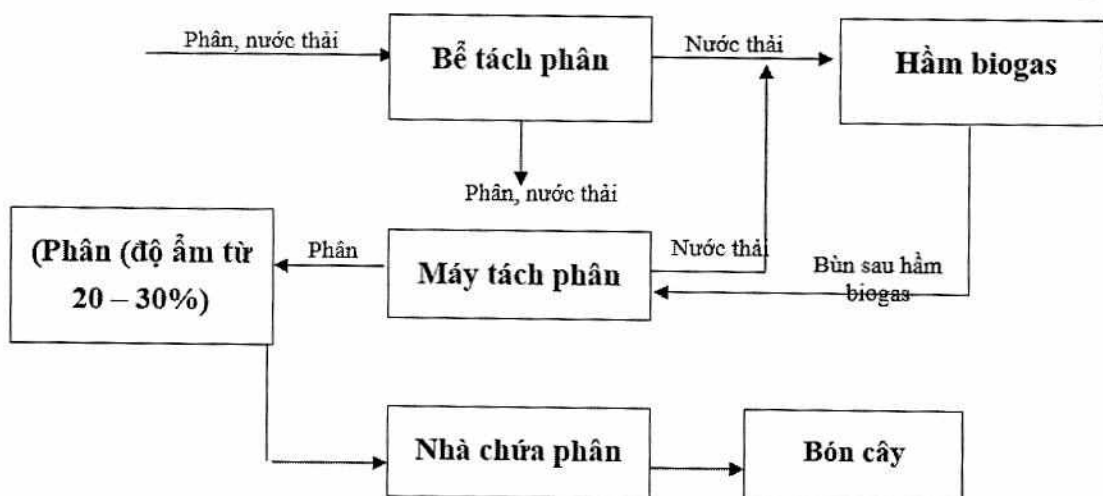 Phân, nước thải
Bể tách phân
Nước thải
Hầm biogas
Phân, nước thải
(Phân (độ ẩm từ
20 – 30%)
Phân
Máy tách phân
Nước thải
Bùn sau hầm
biogas
Nhà chứa phân
Bón cây